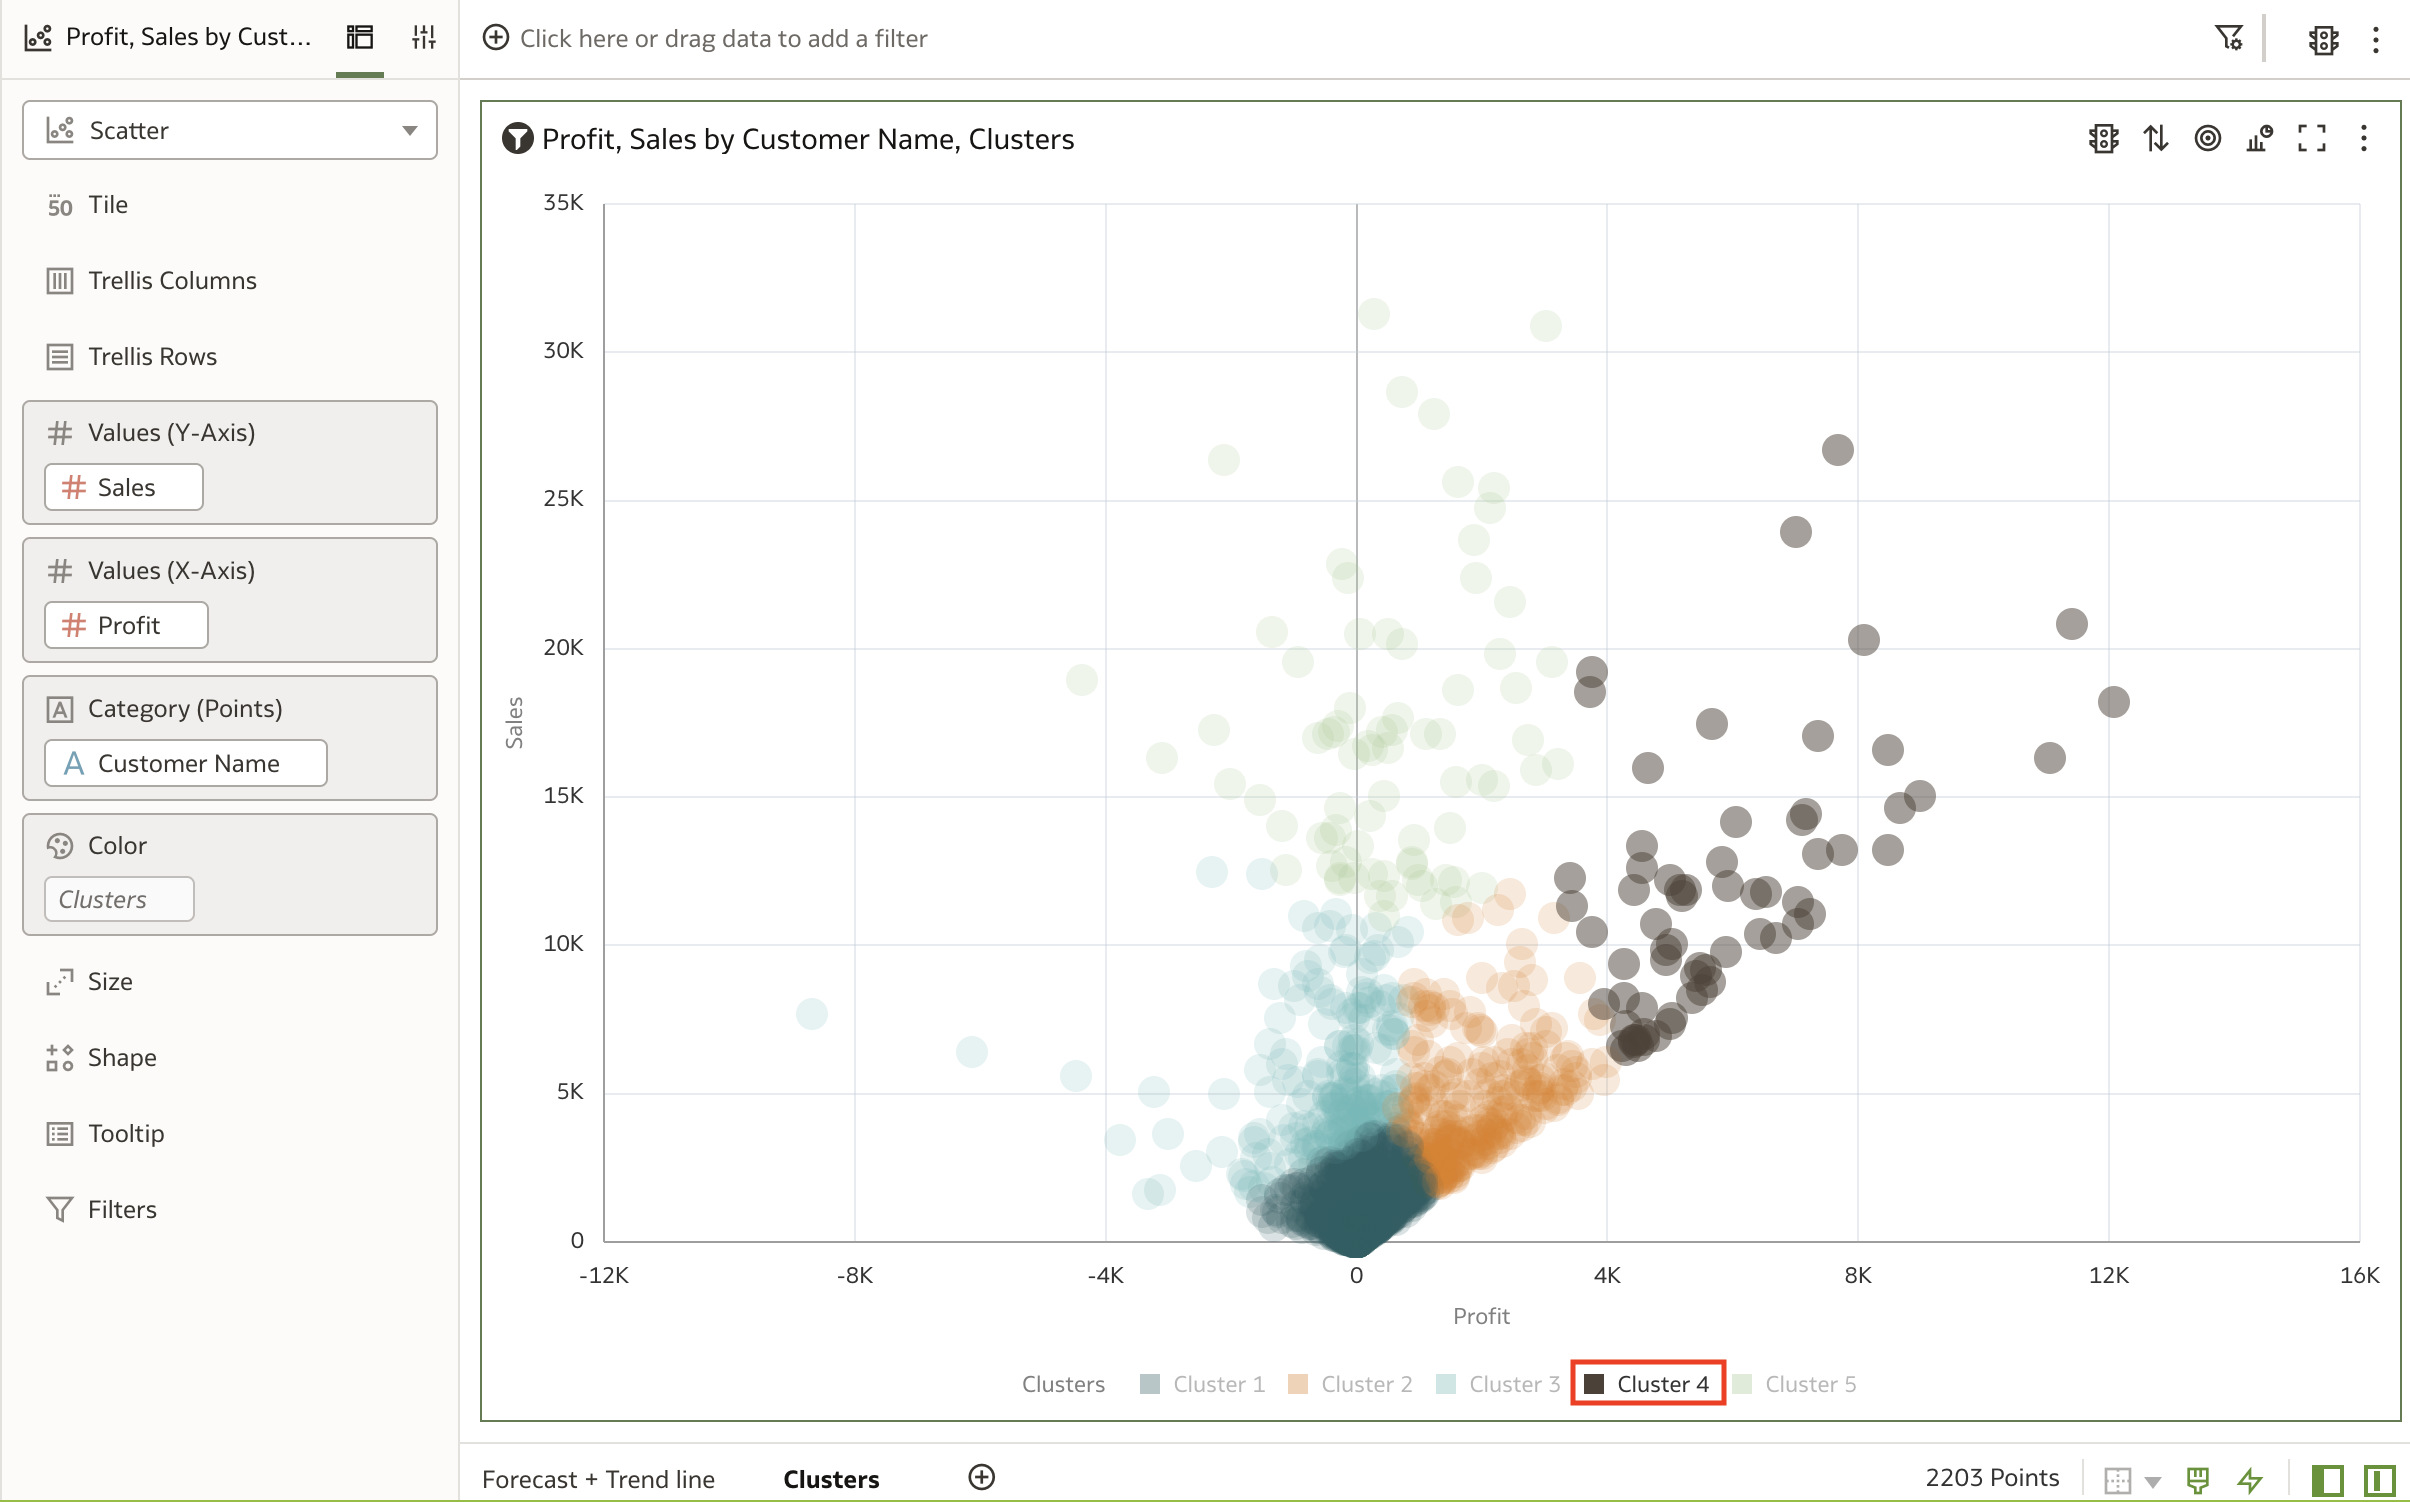 Profit, Sales by Cust...
Click here or drag data to add a filter
Scatter
50 Tile
Trellis Columns
Trellis Rows
# Values (Y-Axis)
# Sales
# Values (X-Axis)
# Profit
A Category (Points)
A Customer Name
Color
Clusters
Size
Shape
Tooltip
Filters
Profit, Sales by Customer Name, Clusters
35K
30K
25K
20K
15K
10K
5K
0
Sales
-12K -8K -4K 0 4K 8K 12K 16K
Profit
Clusters Cluster 1 Cluster 2 Cluster 3 Cluster 4 Cluster 5
Forecast + Trend line Clusters 2203 Points